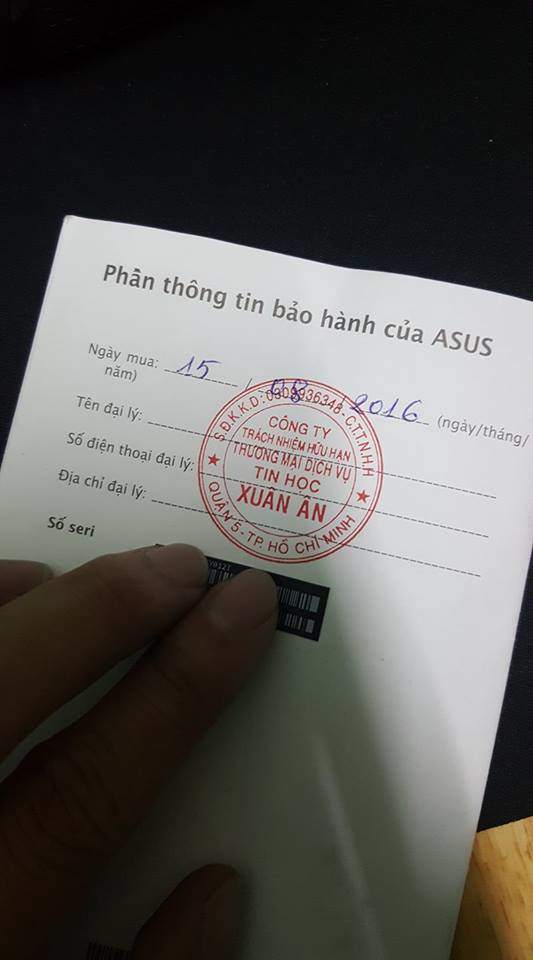 Phần thông tin bảo hành của ASUS
Ngày mua: 15 / 08 / 2016 (ngày/tháng/
năm)
Tên đại lý:
Số điện thoại đại lý:
Địa chỉ đại lý:
Số seri
S.Đ.K.K.D: 0309936348-C.T.T.N.H.H
CÔNG TY
TRÁCH NHIỆM HỮU HẠN
THƯƠNG MẠI DỊCH VỤ
TIN HỌC
XUÂN ÂN
QUẬN 5 - TP. HỒ CHÍ MINH